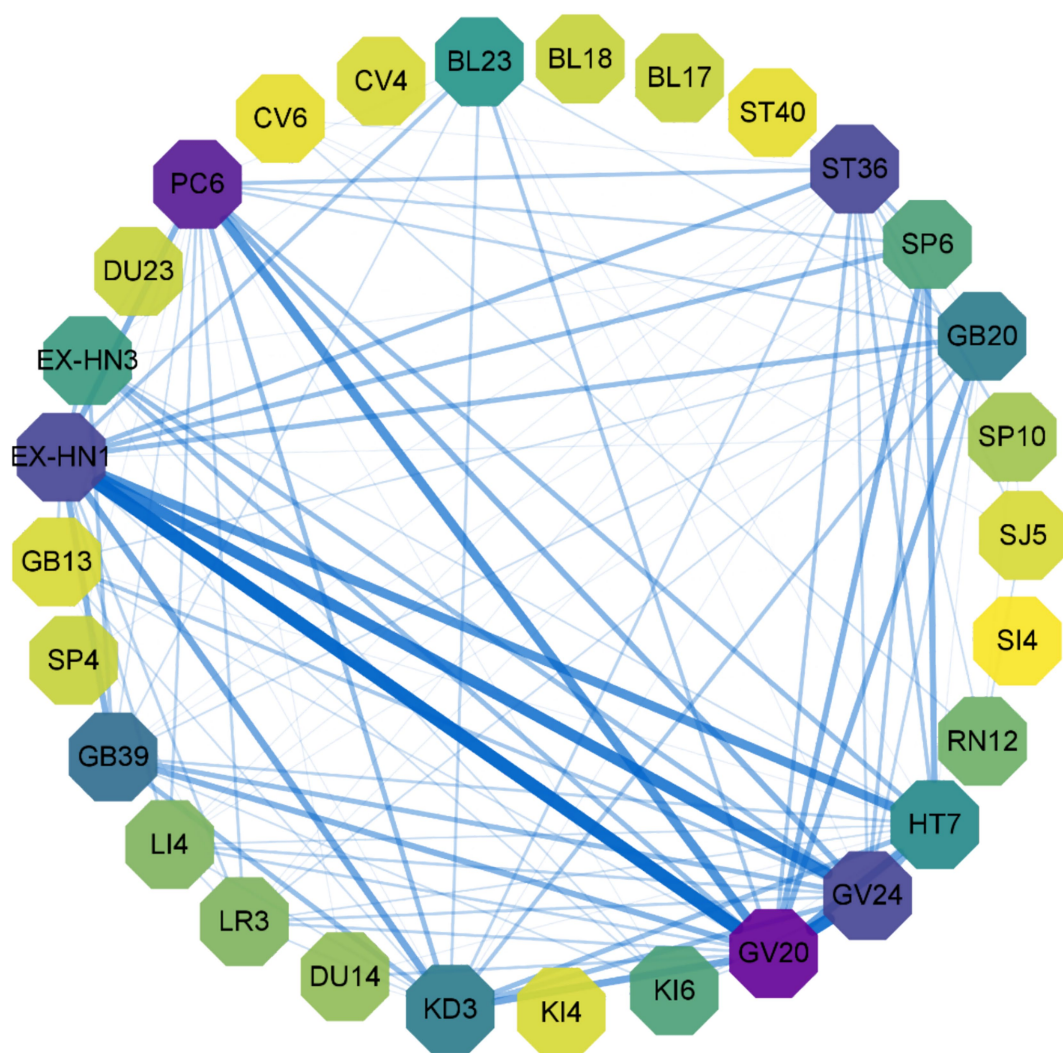 BL23
BL18
BL17
CV4
ST40
CV6
ST36
PC6
SP6
DU23
GB20
EX-HN3
SP10
EX-HN1
SJ5
GB13
SI4
SP4
RN12
GB39
HT7
LI4
GV24
LR3
GV20
DU14
KI6
KD3
KI4